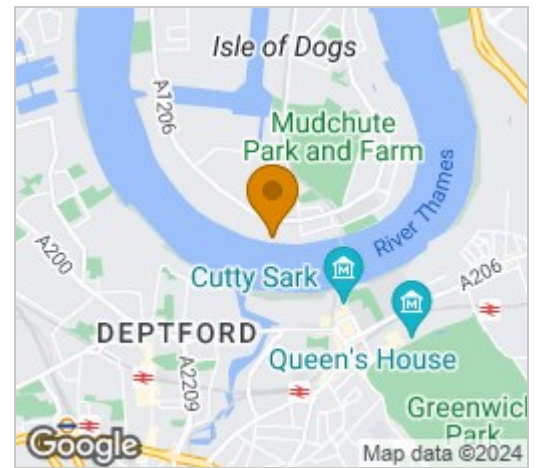 Isle of Dogs
A1206
Mudchute
Park and Farm
River Thames
A200
Cutty Sark
A206
DEPTFORD
Queen's House
A2209
Greenwich
Park
Google
Map data ©2024